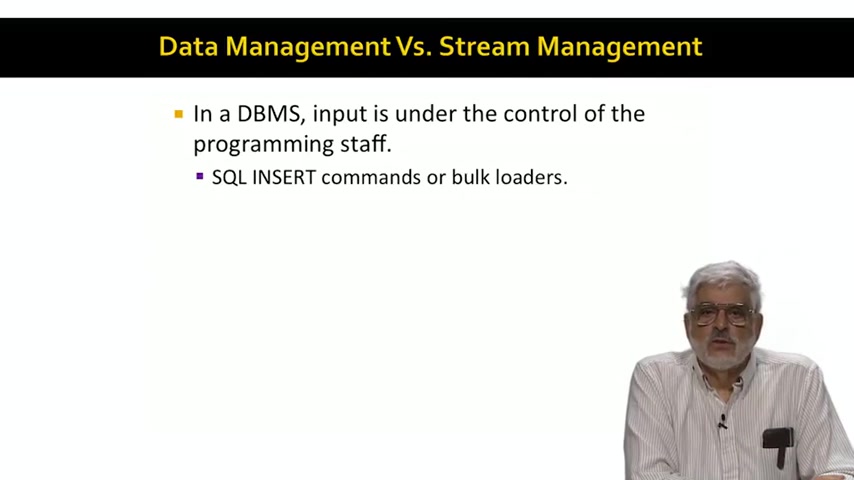 Data Management Vs. Stream Management
In a DBMS, input is under the control of the
programming staff.
SQL INSERT commands or bulk loaders.